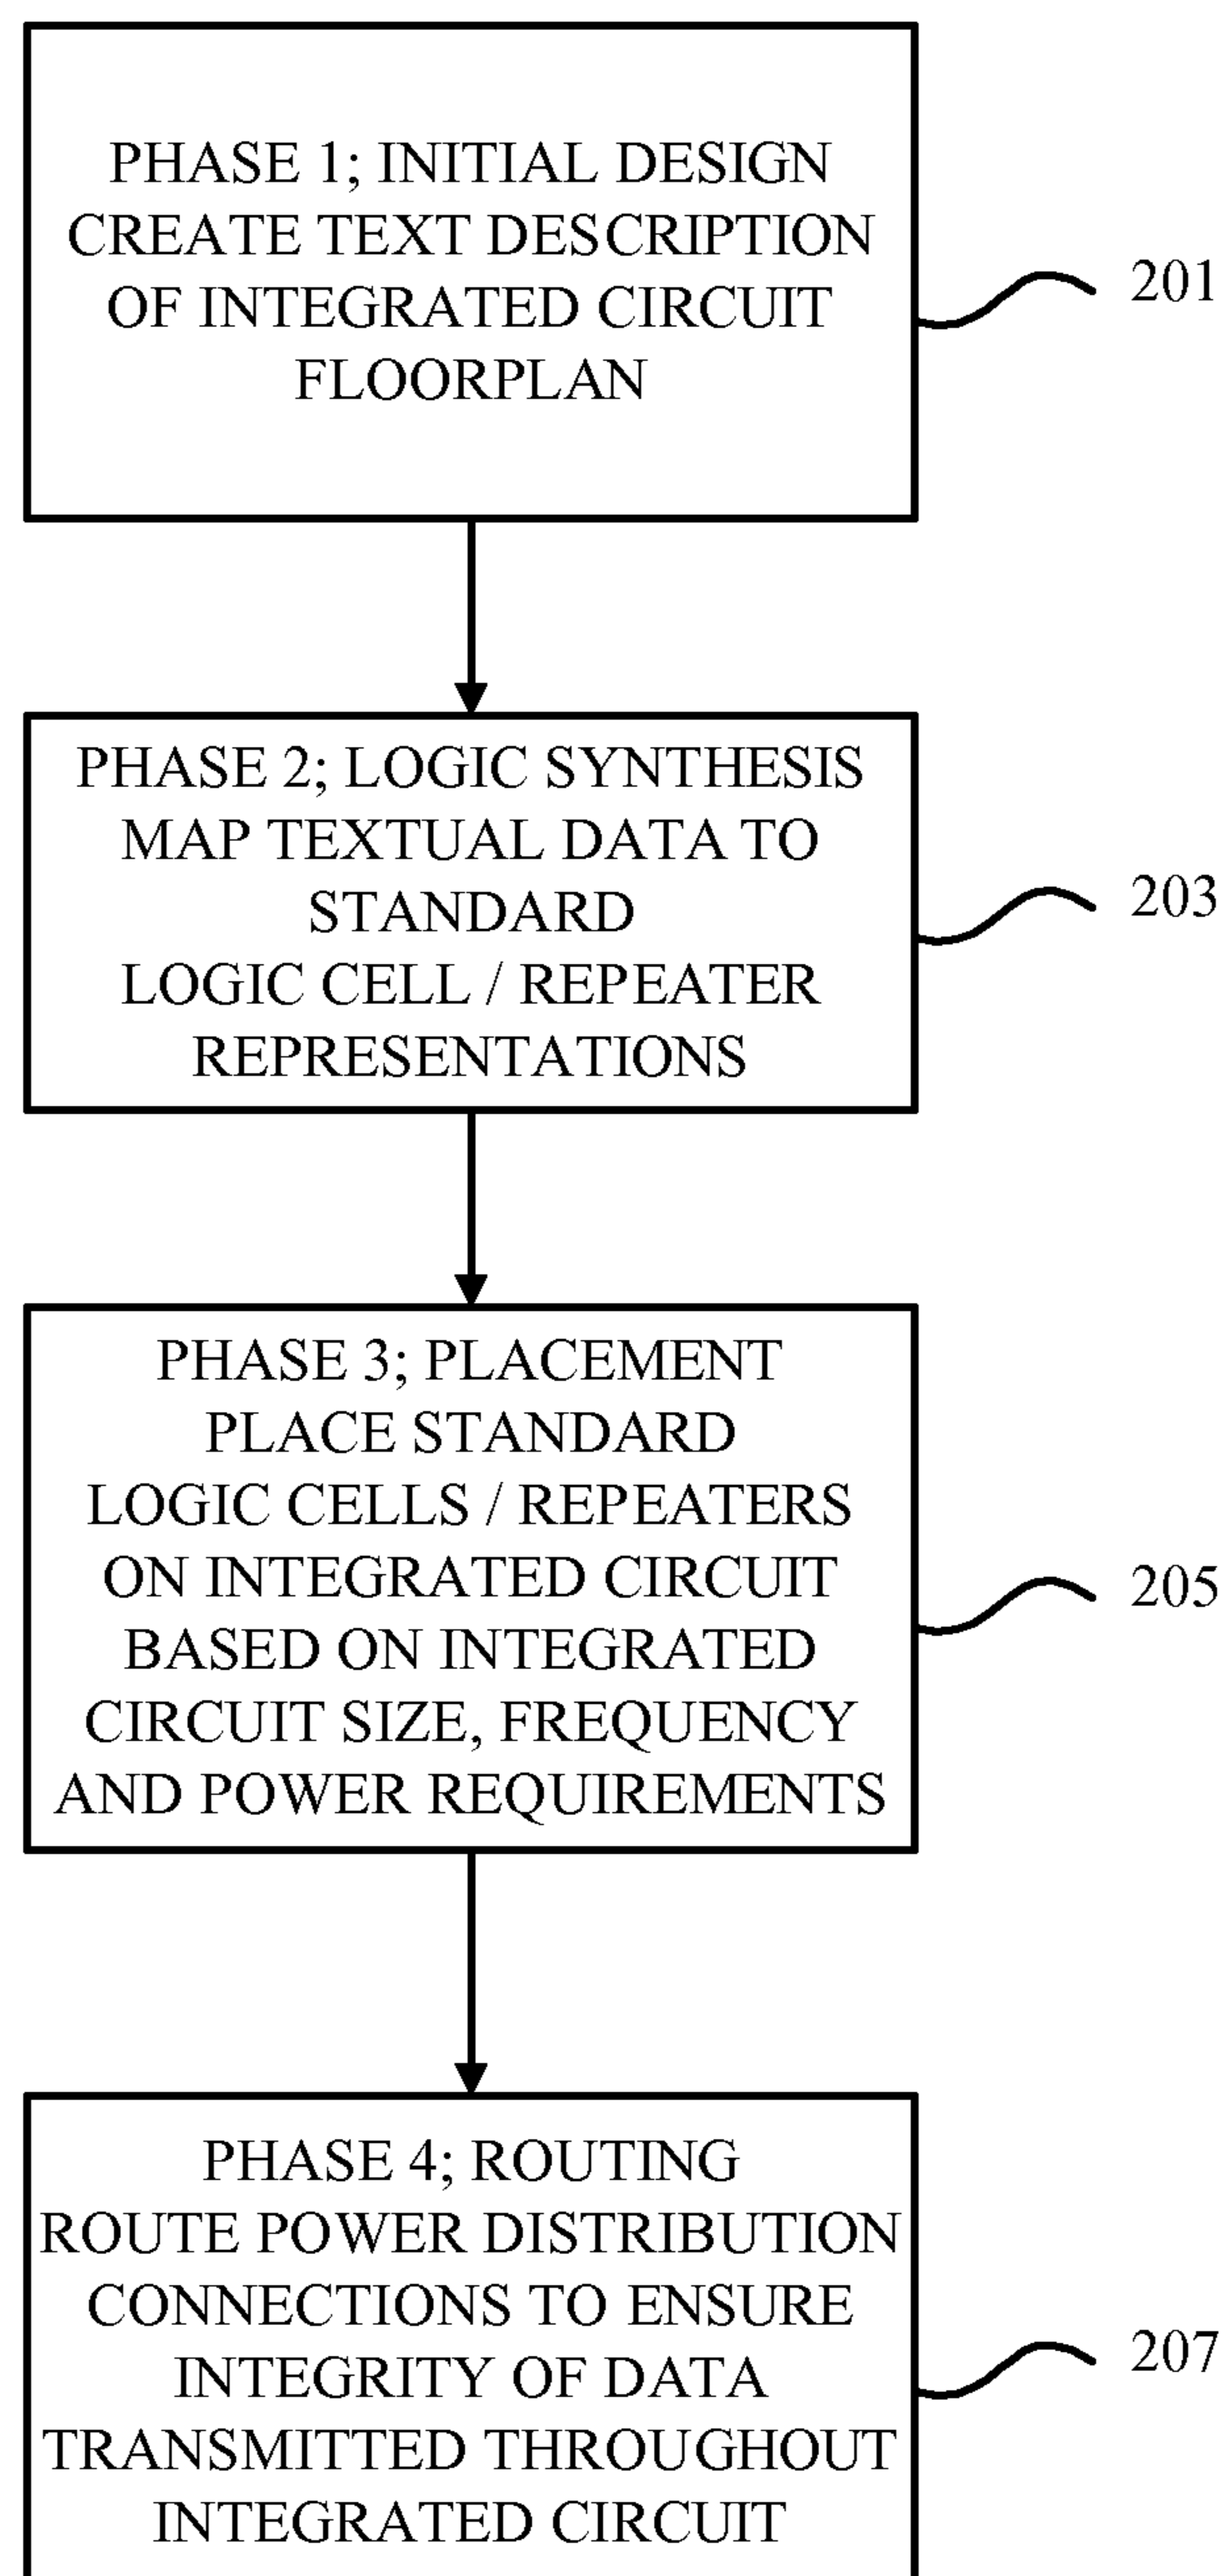 PHASE 1; INITIAL DESIGN
CREATE TEXT DESCRIPTION
OF INTEGRATED CIRCUIT
FLOORPLAN
201
PHASE 2; LOGIC SYNTHESIS
MAP TEXTUAL DATA TO
STANDARD
LOGIC CELL / REPEATER
REPRESENTATIONS
203
PHASE 3; PLACEMENT
PLACE STANDARD
LOGIC CELLS / REPEATERS
ON INTEGRATED CIRCUIT
BASED ON INTEGRATED
CIRCUIT SIZE, FREQUENCY
AND POWER REQUIREMENTS
205
PHASE 4; ROUTING
ROUTE POWER DISTRIBUTION
CONNECTIONS TO ENSURE
INTEGRITY OF DATA
TRANSMITTED THROUGHOUT
INTEGRATED CIRCUIT
207